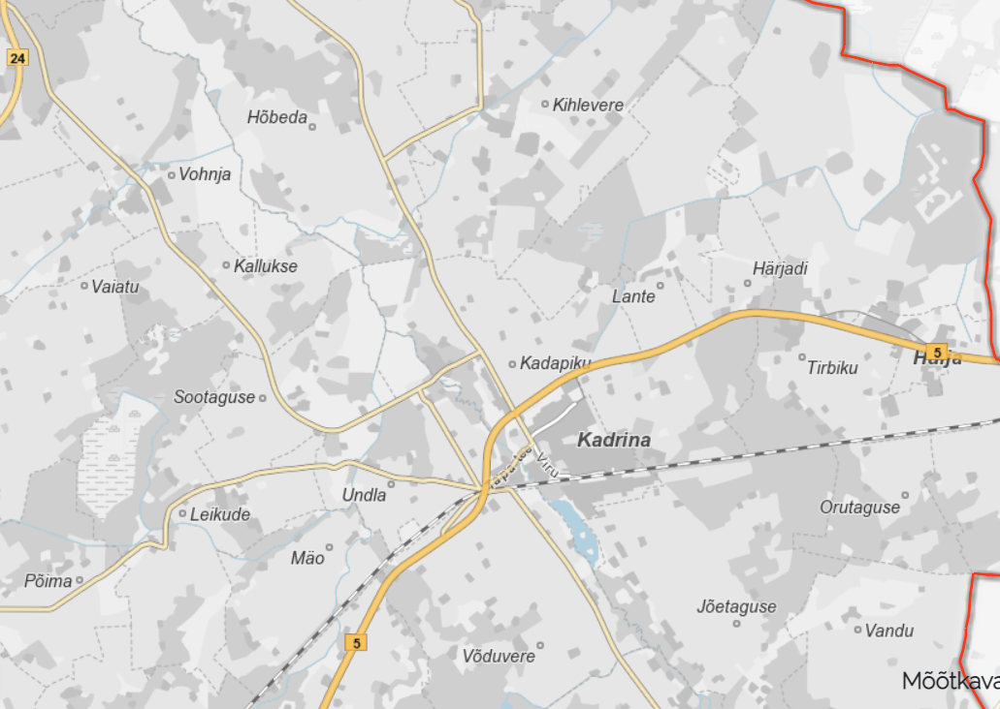 24
Hõbeda
Kihlevere
Vohnja
Kallukse
Vaiatu
Härjadi
Lante
Kadapiku
5
Hulja
Tirbiku
Sootaguse
Kadrina
Viru
Undla
Leikude
Orutaguse
Mäo
Põima
Jõetaguse
Vandu
5
Võduvere
Mõõtkava